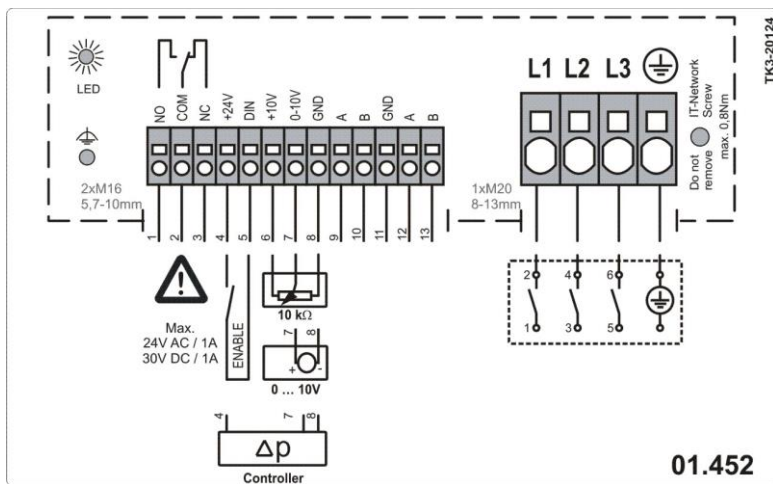 TK3-20124
LED
NO
COM
NC
+24V
DIN
+10V
0-10V
GND
A
B
GND
A
B
L1 L2 L3
IT-Network
Screw
Do not
remove
max. 0,8Nm
2xM16
5,7-10mm
1xM20
8-13mm
1 2 3 4 5 6 7 8 9 10 11 12 13
Max.
24V AC / 1A
30V DC / 1A
ENABLE
10 kΩ
7 8
+ -
0 ... 10V
4 7 8
Δp
Controller
2 4 6
1 3 5
01.452